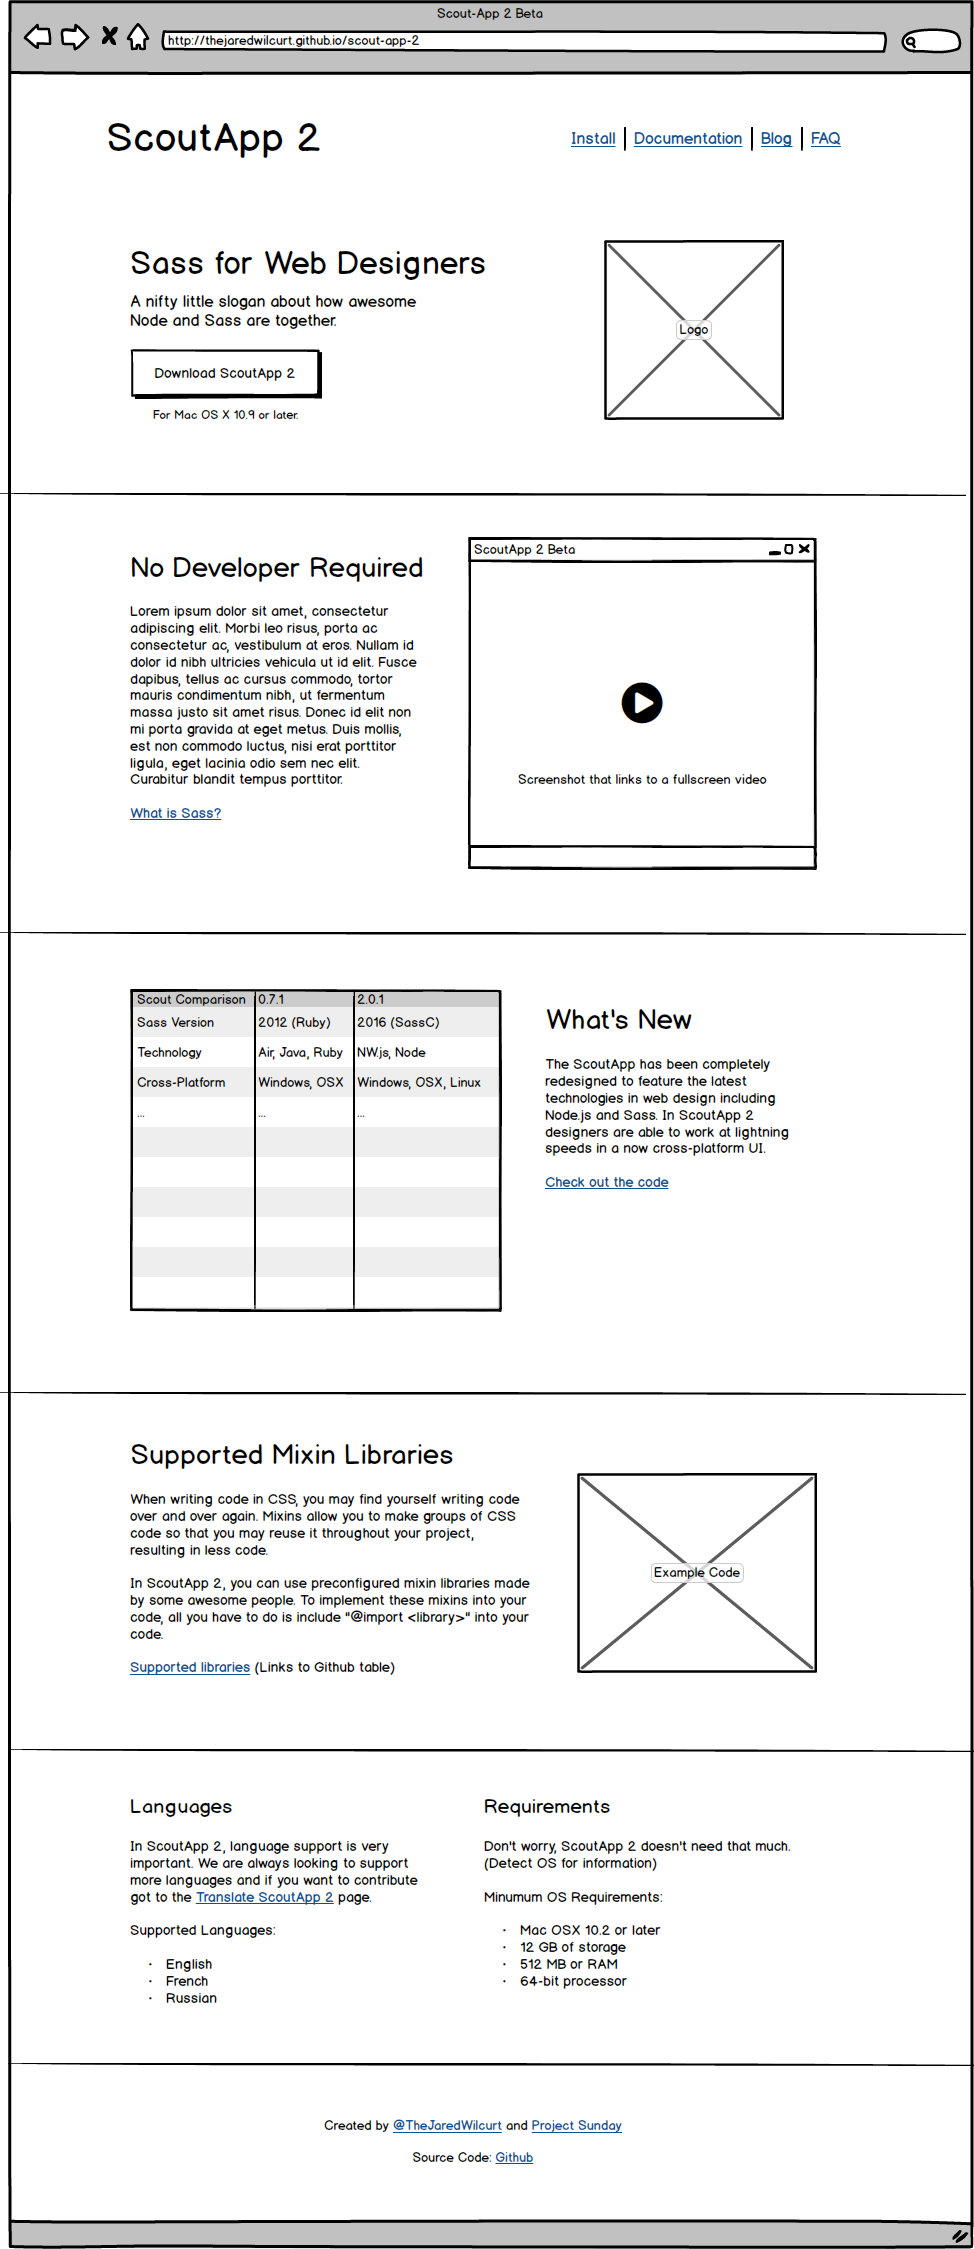 Scout-App 2 Beta
http://thejaredwilcurt.github.io/scout-app-2
ScoutApp 2
Install | Documentation | Blog | FAQ
Sass for Web Designers
A nifty little slogan about how awesome
Node and Sass are together.
Logo
Download ScoutApp 2
For Mac OS X 10.9 or later.
No Developer Required
Lorem ipsum dolor sit amet, consectetur
adipiscing elit. Morbi leo risus, porta ac
consectetur ac, vestibulum at eros. Nullam id
dolor id nibh ultricies vehicula ut id elit. Fusce
dapibus, tellus ac cursus commodo, tortor
mauris condimentum nibh, ut fermentum
massa justo sit amet risus. Donec id elit non
mi porta gravida at eget metus. Duis mollis,
est non commodo luctus, nisi erat porttitor
ligula, eget lacinia odio sem nec elit.
Curabitur blandit tempus porttitor.
What is Sass?
ScoutApp 2 Beta
Screenshot that links to a fullscreen video
Scout Comparison 0.7.1 2.0.1
Sass Version 2012 (Ruby) 2016 (SassC)
Technology Air, Java, Ruby NW.js, Node
Cross-Platform Windows, OSX Windows, OSX, Linux
... ... ...
What's New
The ScoutApp has been completely
redesigned to feature the latest
technologies in web design including
Node.js and Sass. In ScoutApp 2
designers are able to work at lightning
speeds in a now cross-platform UI.
Check out the code
Supported Mixin Libraries
When writing code in CSS, you may find yourself writing code
over and over again. Mixins allow you to make groups of CSS
code so that you may reuse it throughout your project,
resulting in less code.
In ScoutApp 2, you can use preconfigured mixin libraries made
by some awesome people. To implement these mixins into your
code, all you have to do is include "@import <library>" into your
code.
Supported libraries (Links to Github table)
Example Code
Languages
In ScoutApp 2, language support is very
important. We are always looking to support
more languages and if you want to contribute
got to the Translate ScoutApp 2 page.
Supported Languages:
· English
· French
· Russian
Requirements
Don't worry, ScoutApp 2 doesn't need that much.
(Detect OS for information)
Minumum OS Requirements:
· Mac OSX 10.2 or later
· 12 GB of storage
· 512 MB or RAM
· 64-bit processor
Created by @TheJaredWilcurt and Project Sunday
Source Code: Github